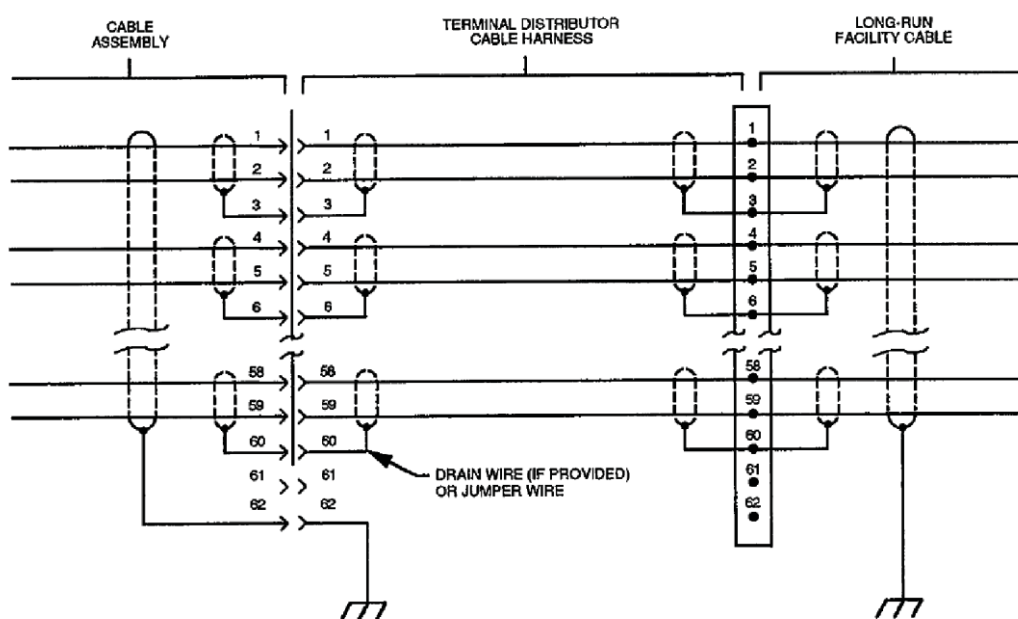 CABLE
ASSEMBLY
TERMINAL DISTRIBUTOR
CABLE HARNESS
LONG-RUN
FACILITY CABLE
1 1 1
2 2 2
3 3 3
4 4 4
5 5 5
6 6 6
58 58 58
59 59 59
60 60 60
DRAIN WIRE (IF PROVIDED)
OR JUMPER WIRE
61 61 61
62 62 62